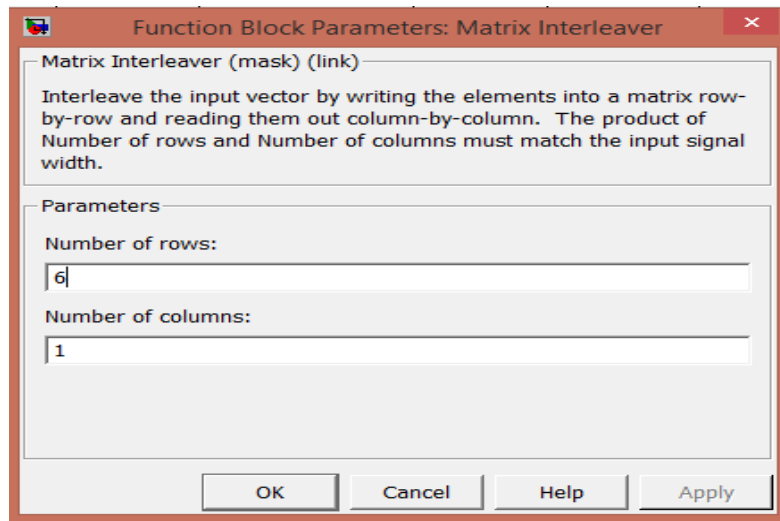 Function Block Parameters: Matrix Interleaver
Matrix Interleaver (mask) (link)
Interleave the input vector by writing the elements into a matrix row-
by-row and reading them out column-by-column. The product of
Number of rows and Number of columns must match the input signal
width.
Parameters
Number of rows:
6
Number of columns:
1
OK Cancel Help Apply